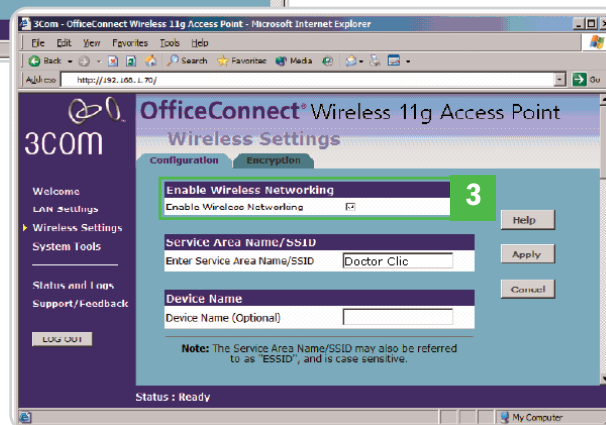 3Com - OfficeConnect Wireless 11g Access Point - Microsoft Internet Explorer
File Edit View Favorites Tools Help
Back Search Favorites Media
Address http://192.168.1.70/ Go
3COM
OfficeConnect® Wireless 11g Access Point
Wireless Settings
Configuration Encryption
Welcome
LAN Settings
Wireless Settings
System Tools
Status and Logs
Support/Feedback
LOG OUT
Enable Wireless Networking
3
Enable Wireless Networking
Service Area Name/SSID
Enter Service Area Name/SSID Doctor Clic
Device Name
Device Name (Optional)
Note: The Service Area Name/SSID may also be referred
to as "ESSID", and is case sensitive.
Help
Apply
Cancel
Status : Ready
My Computer